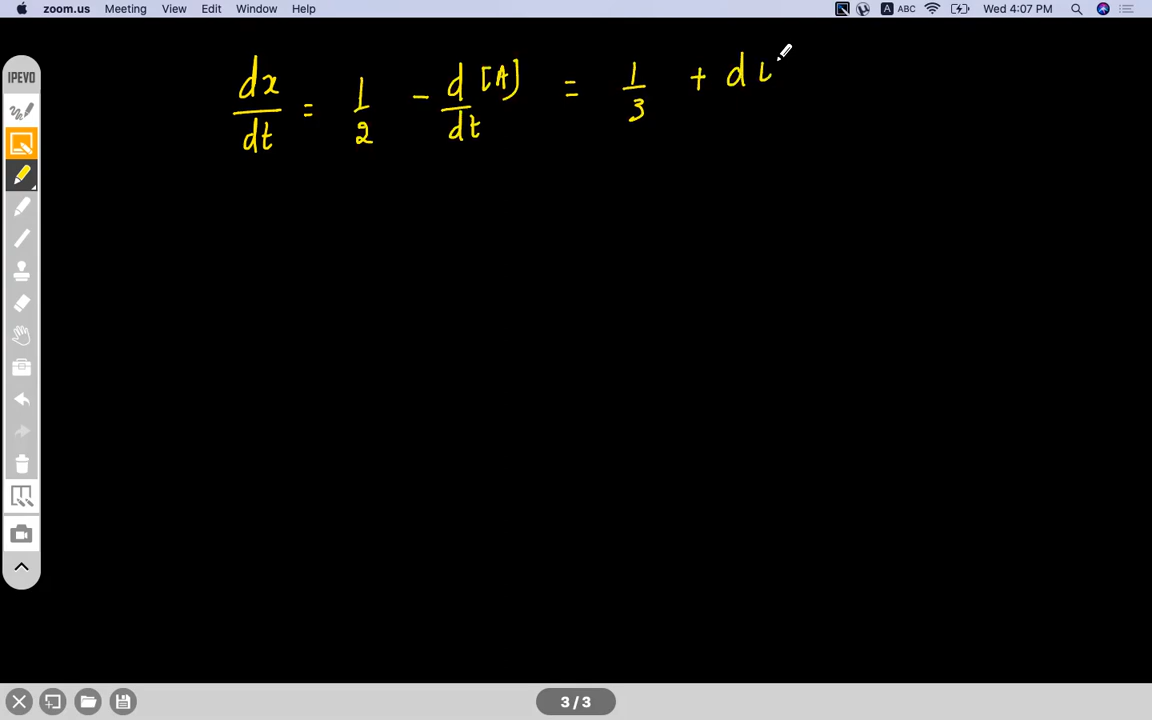 zoom.us Meeting View Edit Window Help A ABC Wed 4:07 PM
IPEVO
dx/dt = 1/2 - d[A]/dt = 1/3 + d
3/3